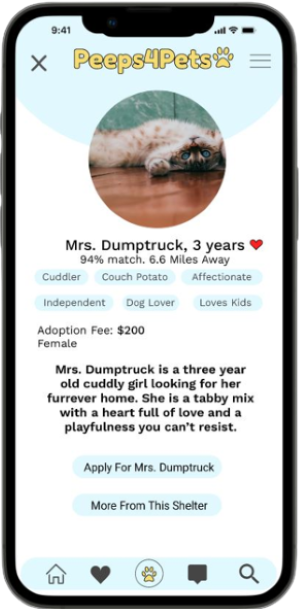 9:41
Peeps4Pets
Mrs. Dumptruck, 3 years
94% match. 6.6 Miles Away
Cuddler Couch Potato Affectionate
Independent Dog Lover Loves Kids
Adoption Fee: $200
Female
Mrs. Dumptruck is a three year
old cuddly girl looking for her
furrever home. She is a tabby mix
with a heart full of love and a
playfulness you can't resist.
Apply For Mrs. Dumptruck
More From This Shelter